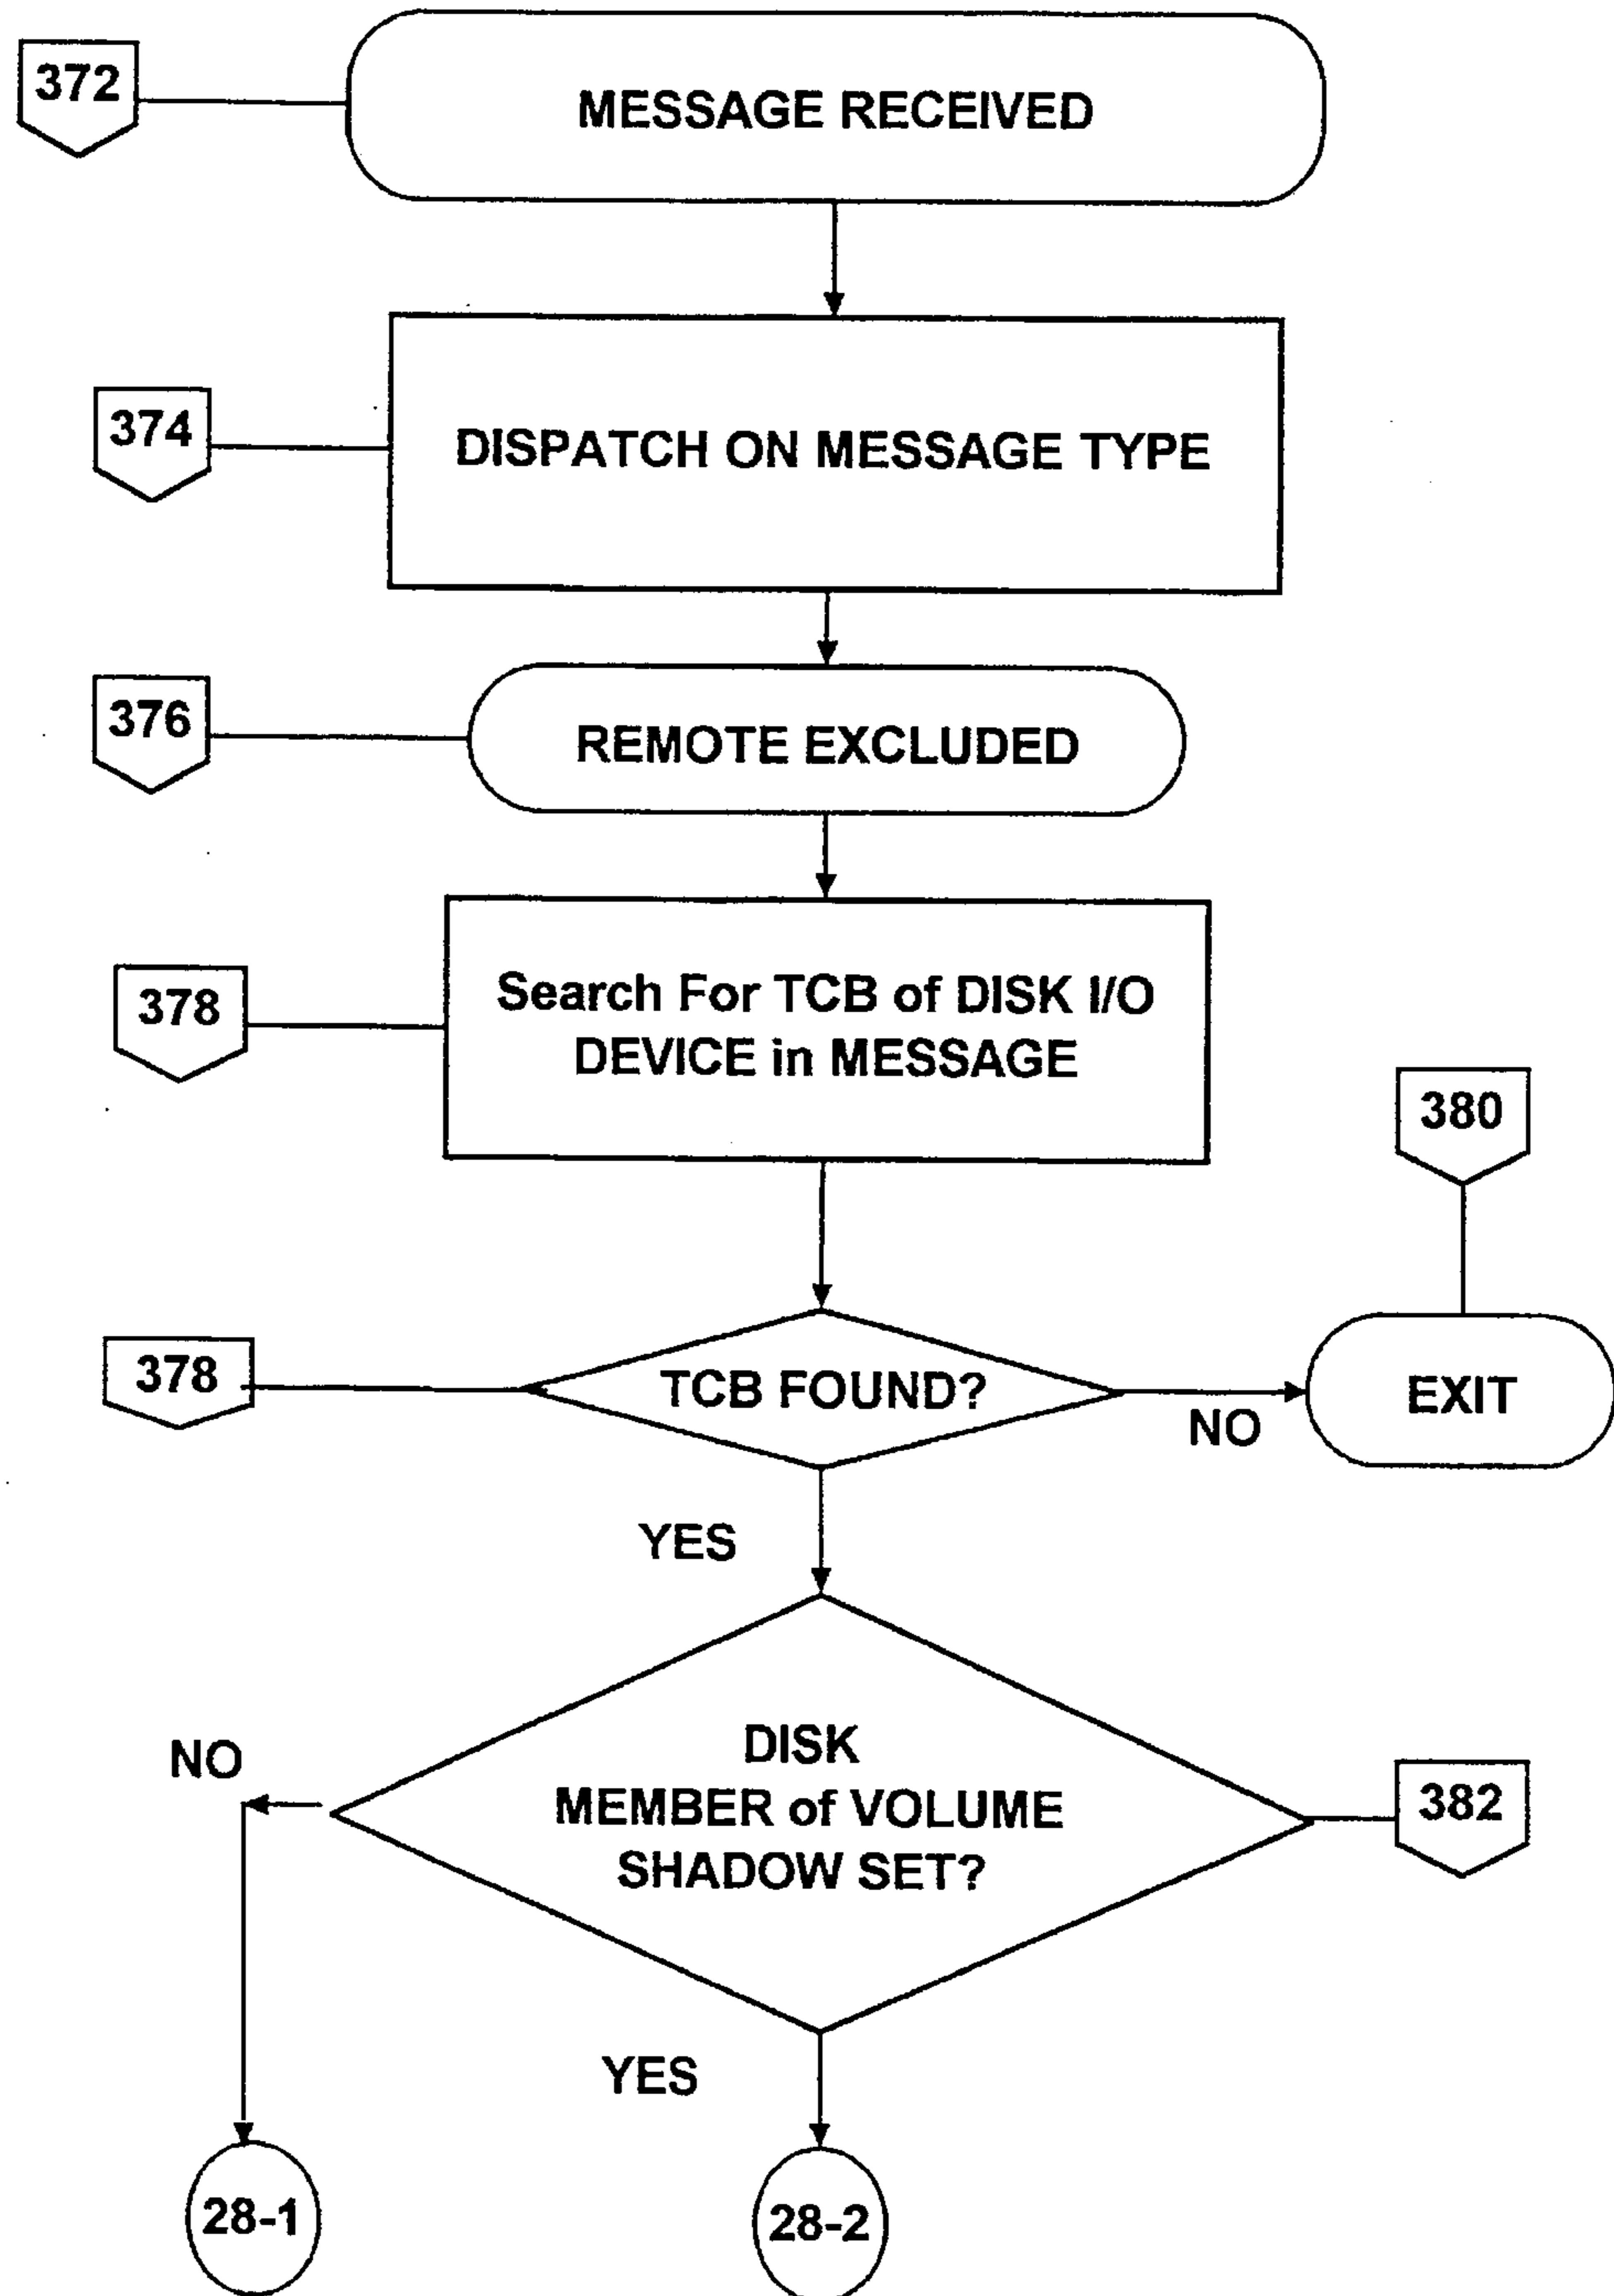 372
MESSAGE RECEIVED
374
DISPATCH ON MESSAGE TYPE
376
REMOTE EXCLUDED
378
Search For TCB of DISK I/O
DEVICE in MESSAGE
380
378
TCB FOUND?
NO
EXIT
YES
NO
DISK
MEMBER of VOLUME
SHADOW SET?
382
YES
28-1
28-2